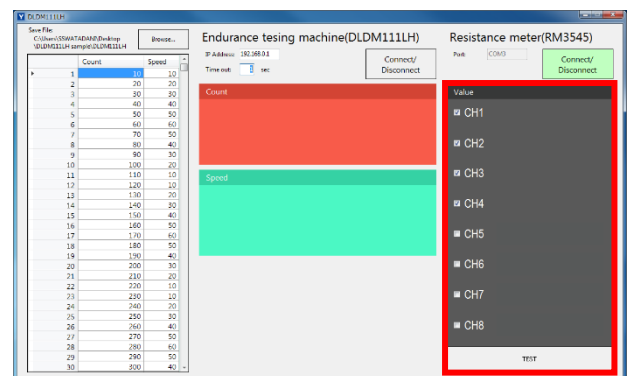 DLDM111LH
Save File
C:\Users\SSWATADANI\Desktop
\DLDM111LH sample\DLDM111LH
Browse...
Count Speed
1 10 10
2 20 20
3 30 30
4 40 40
5 50 50
6 60 60
7 70 50
8 80 40
9 90 30
10 100 20
11 110 10
12 120 10
13 130 20
14 140 30
15 150 40
16 160 50
17 170 60
18 180 50
19 190 40
20 200 30
21 210 20
22 220 10
23 230 10
24 240 20
25 250 30
26 260 40
27 270 50
28 280 60
29 290 50
30 300 40
Endurance tesing machine(DLDM111LH)
IP Address: 192.168.0.1
Time out: sec
Connect/
Disconnect
Count
Speed
Resistance meter(RM3545)
Port: COM3
Connect/
Disconnect
Value
CH1
CH2
CH3
CH4
CH5
CH6
CH7
CH8
TEST